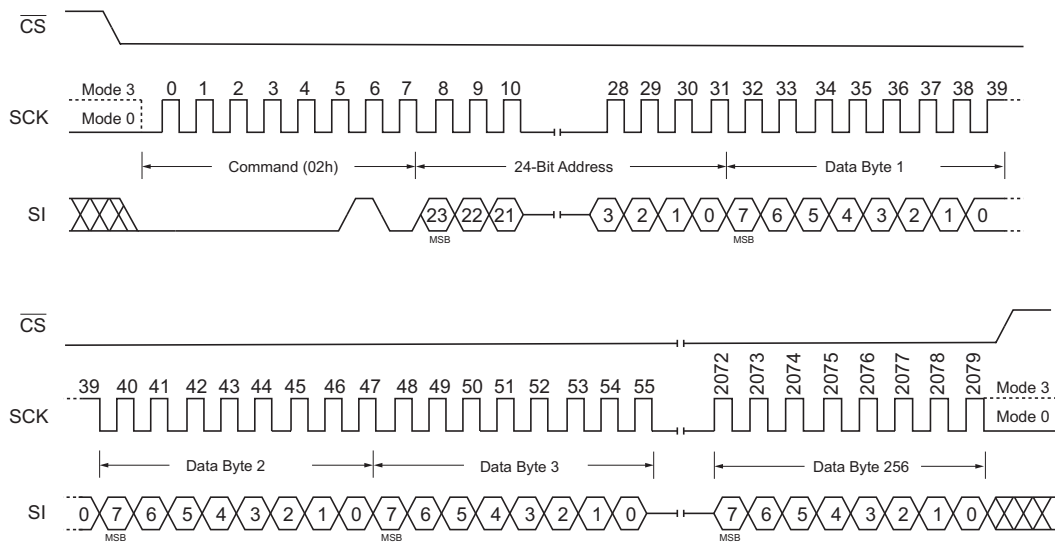 CS
Mode 3
0 1 2 3 4 5 6 7 8 9 10 28 29 30 31 32 33 34 35 36 37 38 39
SCK
Mode 0
Command (02h) 24-Bit Address Data Byte 1
SI
23 22 21 3 2 1 0 7 6 5 4 3 2 1 0
MSB MSB
CS
39 40 41 42 43 44 45 46 47 48 49 50 51 52 53 54 55 2072 2073 2074 2075 2076 2077 2078 2079
Mode 3
SCK
Mode 0
Data Byte 2 Data Byte 3 Data Byte 256
SI
0 7 6 5 4 3 2 1 0 7 6 5 4 3 2 1 0 7 6 5 4 3 2 1 0
MSB MSB MSB